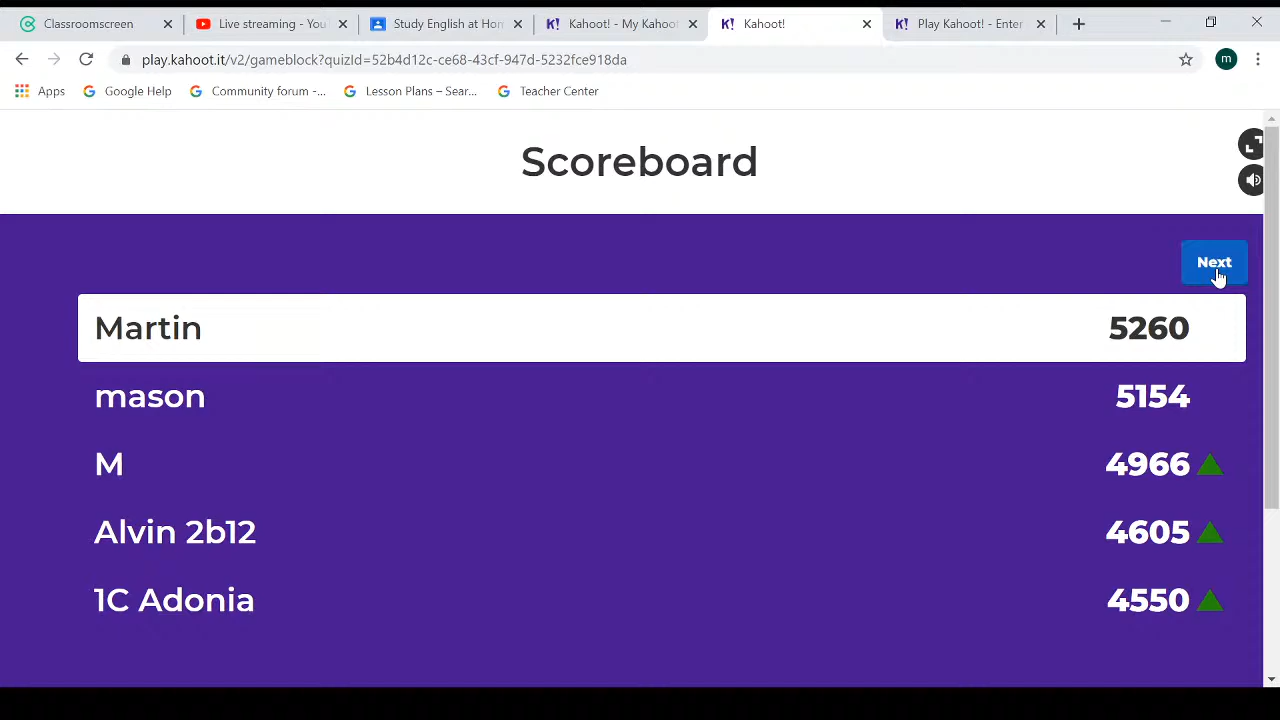 Classroomscreen
Live streaming - You
Study English at Hon
K! Kahoot! - My Kahoot
K! Kahoot!
K! Play Kahoot! - Enter
play.kahoot.it/v2/gameblock?quizId=52b4d12c-ce68-43cf-947d-5232fce918da
m
Apps
Google Help
Community forum -...
Lesson Plans – Sear...
Teacher Center
Scoreboard
Next
Martin 5260
mason 5154
M 4966
Alvin 2b12 4605
1C Adonia 4550